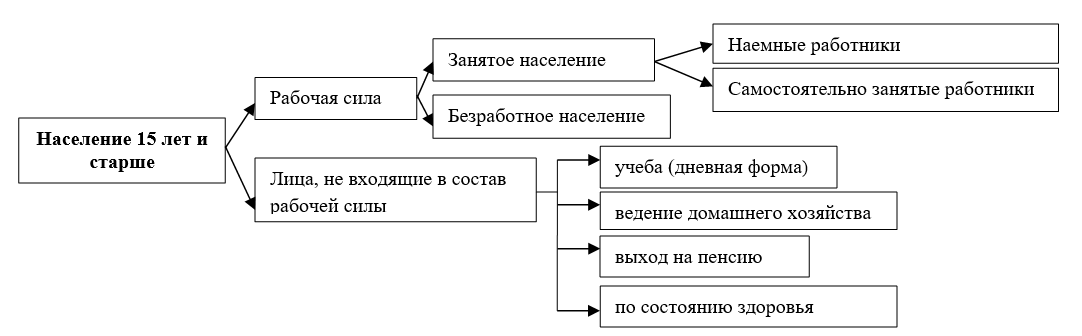 Население 15 лет и
старше
Рабочая сила
Занятое население
Наемные работники
Самостоятельно занятые работники
Безработное население
Лица, не входящие в состав
рабочей силы
учеба (дневная форма)
ведение домашнего хозяйства
выход на пенсию
по состоянию здоровья